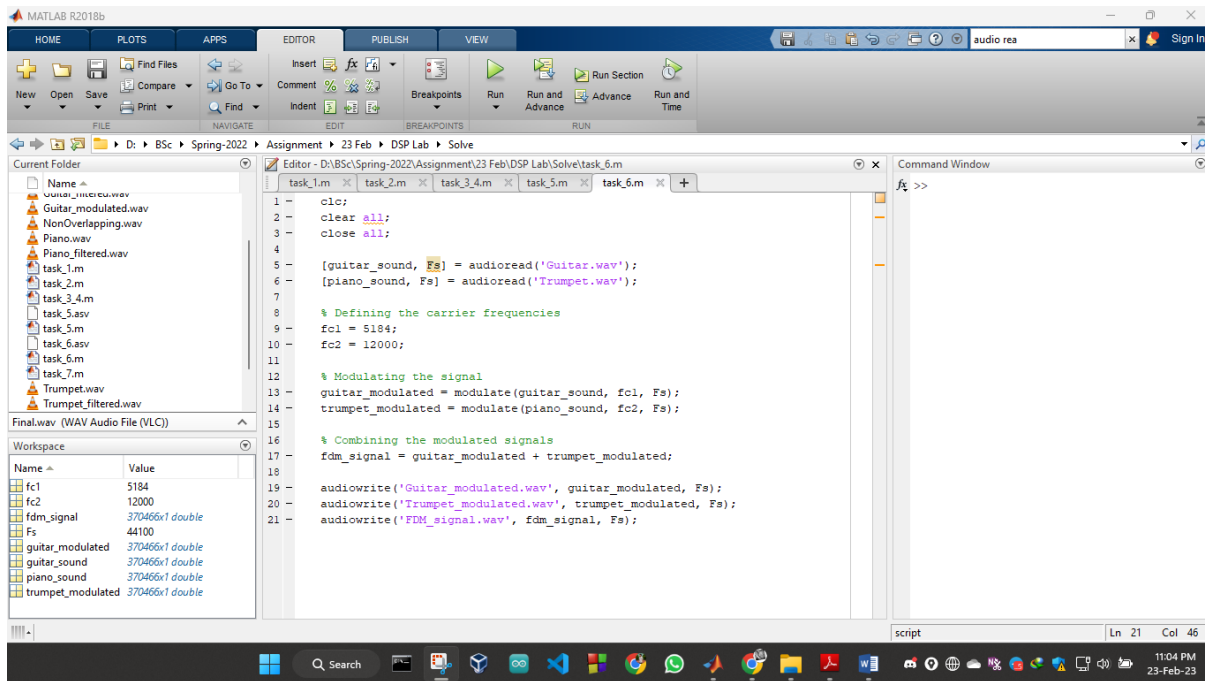 MATLAB R2018b
HOME PLOTS APPS EDITOR PUBLISH VIEW audio rea Sign In
New Open Save Find Files Compare Print Go To Find Insert Comment Indent Breakpoints Run Run and Advance Run Section Advance Run and Time
FILE NAVIGATE EDIT BREAKPOINTS RUN
D: BSc Spring-2022 Assignment 23 Feb DSP Lab Solve
Current Folder
Name
Guitar_filtered.wav
Guitar_modulated.wav
NonOverlapping.wav
Piano.wav
Piano_filtered.wav
task_1.m
task_2.m
task_3_4.m
task_5.asv
task_5.m
task_6.asv
task_6.m
task_7.m
Trumpet.wav
Trumpet_filtered.wav
Final.wav (WAV Audio File (VLC))
Workspace
Name Value
fc1 5184
fc2 12000
fdm_signal 370466x1 double
Fs 44100
guitar_modulated 370466x1 double
guitar_sound 370466x1 double
piano_sound 370466x1 double
trumpet_modulated 370466x1 double
Editor - D:\BSc\Spring-2022\Assignment\23 Feb\DSP Lab\Solve\task_6.m
task_1.m task_2.m task_3_4.m task_5.m task_6.m +
1 - clc;
2 - clear all;
3 - close all;
4
5 - [guitar_sound, Fs] = audioread('Guitar.wav');
6 - [piano_sound, Fs] = audioread('Trumpet.wav');
7
8 % Defining the carrier frequencies
9 - fc1 = 5184;
10 - fc2 = 12000;
11
12 % Modulating the signal
13 - guitar_modulated = modulate(guitar_sound, fc1, Fs);
14 - trumpet_modulated = modulate(piano_sound, fc2, Fs);
15
16 % Combining the modulated signals
17 - fdm_signal = guitar_modulated + trumpet_modulated;
18
19 - audiowrite('Guitar_modulated.wav', guitar_modulated, Fs);
20 - audiowrite('Trumpet_modulated.wav', trumpet_modulated, Fs);
21 - audiowrite('FDM_signal.wav', fdm_signal, Fs);
Command Window
fx >>
script Ln 21 Col 46
Search
11:04 PM
23-Feb-23